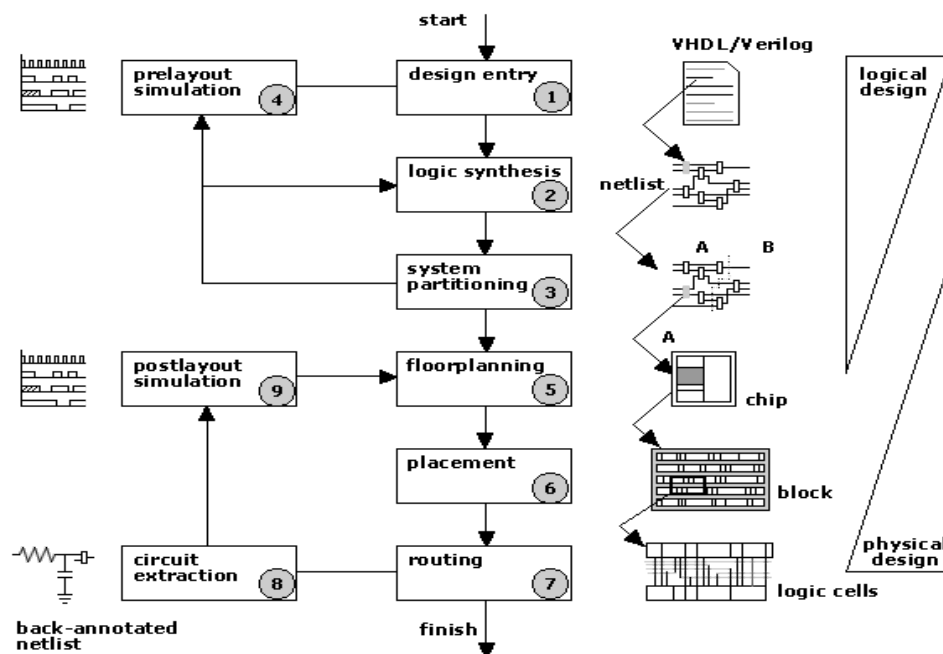 start
VHDL/Verilog
prelayout
simulation
4
design entry
1
logical
design
logic synthesis
2
netlist
system
partitioning
3
A
B
postlayout
simulation
9
floorplanning
5
A
chip
placement
6
block
circuit
extraction
8
routing
7
physical
design
logic cells
back-annotated
netlist
finish